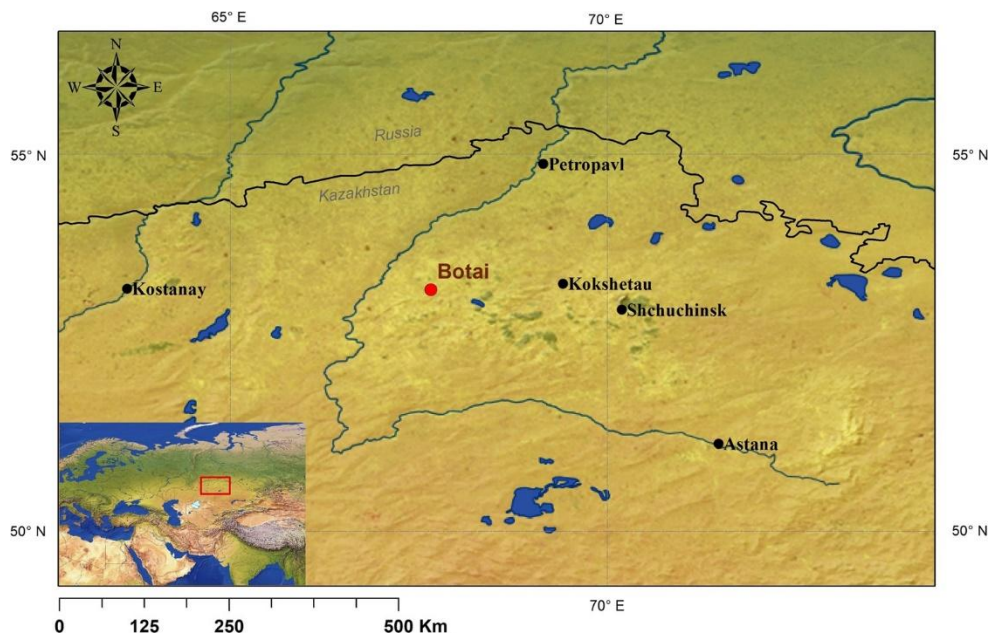 65° E
70° E
N
W
E
S
Russia
55° N
55° N
Petropavl
Kazakhstan
Botai
Kokshetau
Kostanay
Shchuchinsk
Astana
50° N
50° N
70° E
0
125
250
500 Km